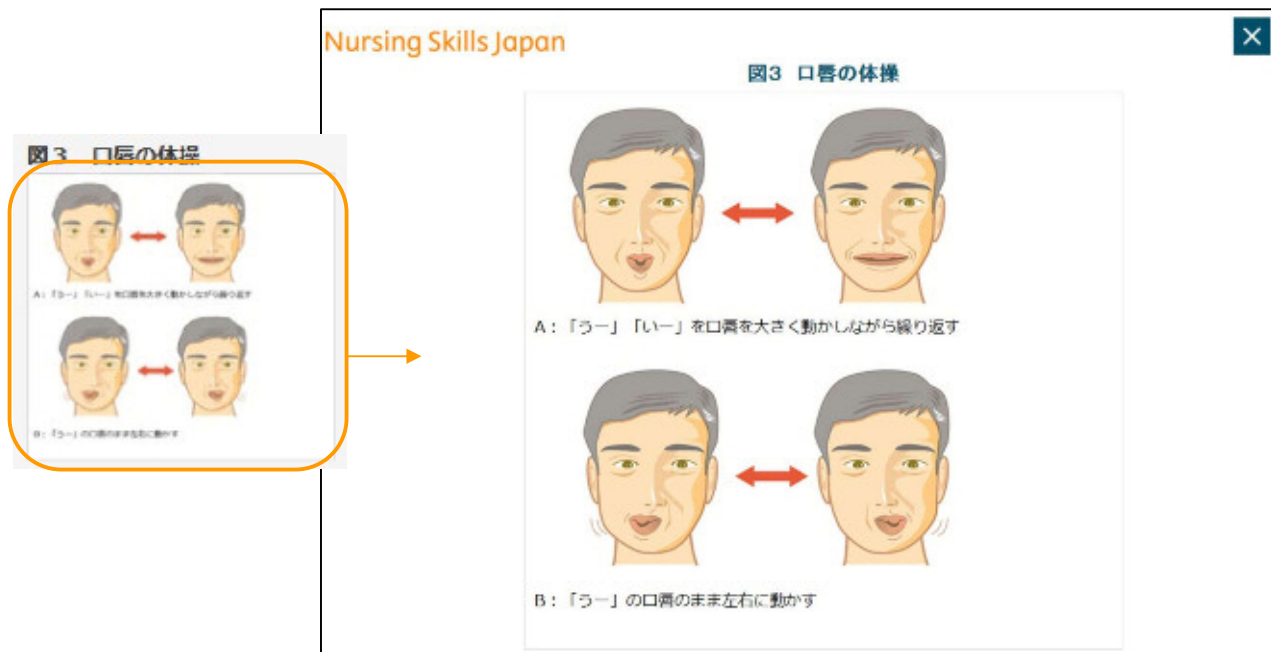 Nursing Skills Japan
図3 口唇の体操
A：「うー」「いー」を口唇を大きく動かしながら繰り返す
B：「うー」の口唇のまま左右に動かす
図3 口唇の体操
A：「うー」「いー」を口唇を大きく動かしながら繰り返す
B：「うー」の口唇のまま左右に動かす